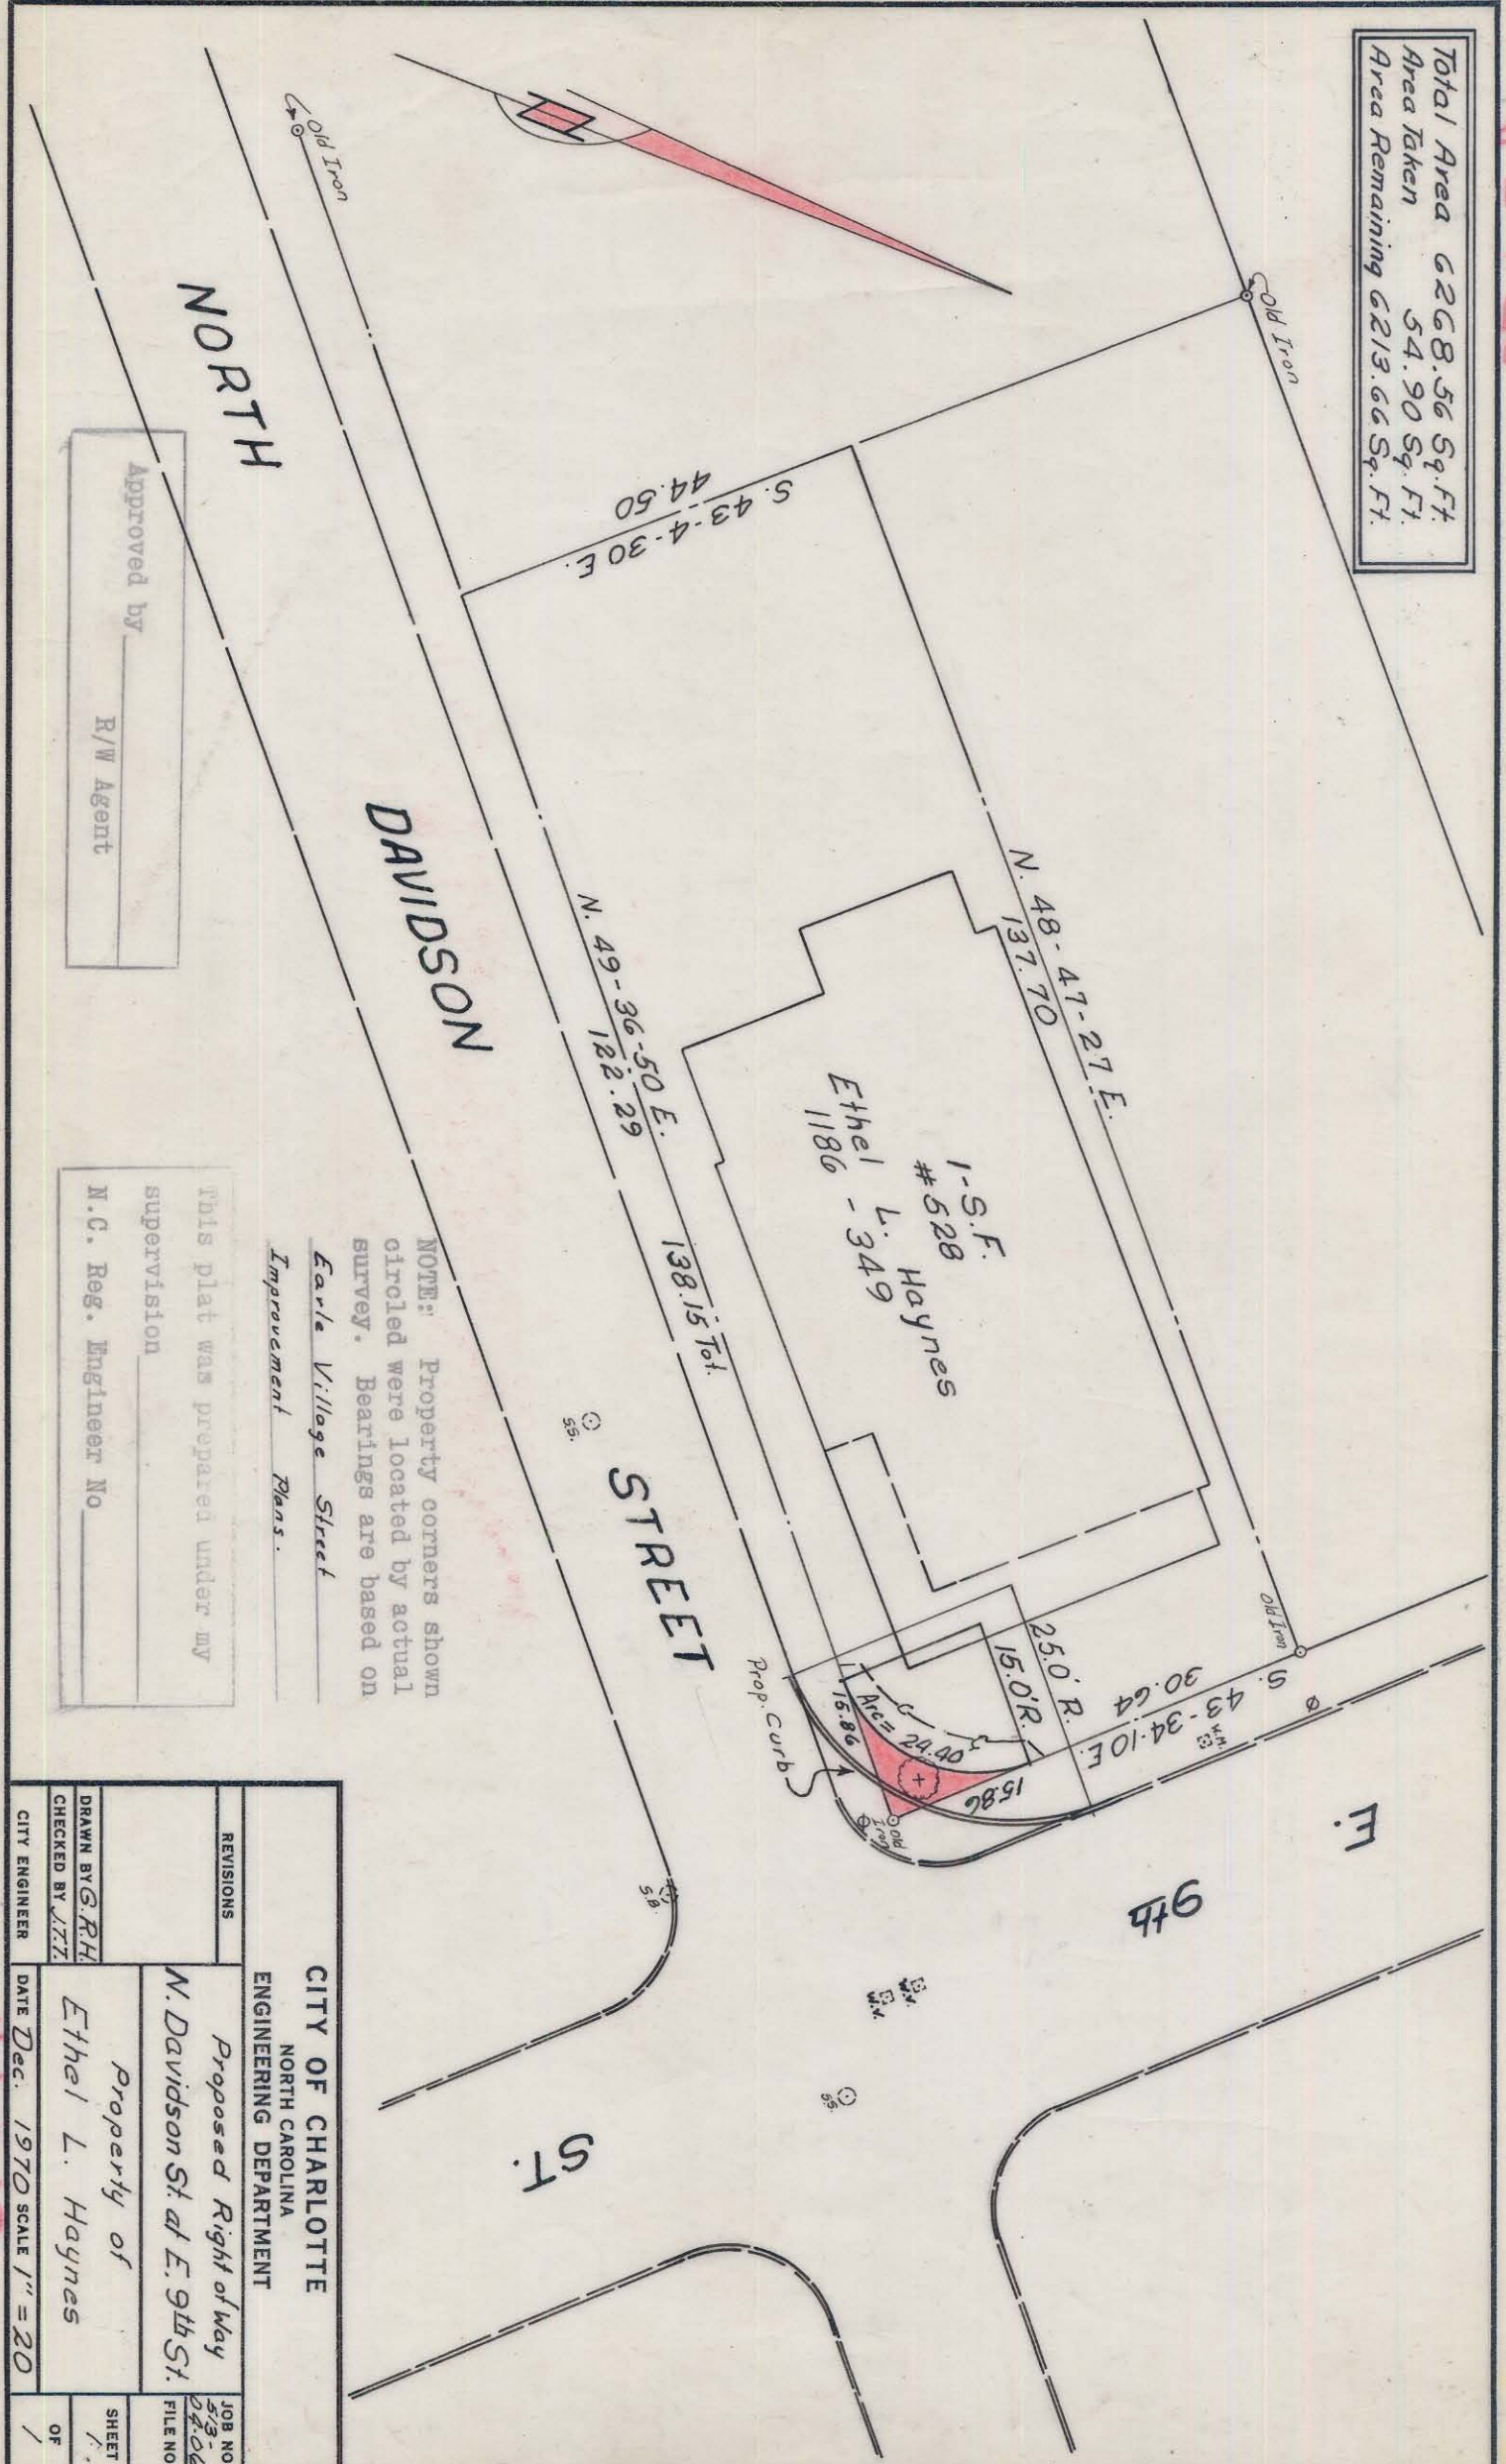 Total Area 6268.56 Sq.Ft.
Area Taken 54.90 Sq.Ft.
Area Remaining 6213.66 Sq.Ft.
Old Iron
Old Iron
S. 43-4-30 E.
44.50
N. 48-47-27 E.
137.70
1-S.F.
#528
Ethel L. Haynes
1186 - 349
N. 49-36-50 E.
122.29
138.15 Tot.
Old Iron
S. 43-34-10 E.
30.64
W.M.
25.0' R.
15.0' R.
Arc = 24.40
15.86
15.86
Old
Iron
Prop. Curb
NORTH
DAVIDSON
STREET
E.
9th
ST.
S.S.
S.B.
W.V.
W.V.
S.S.
Approved by
R/W Agent
NOTE: Property corners shown
circled were located by actual
survey. Bearings are based on
Earle Village Street
Improvement Plans.
This plat was prepared under my
supervision
N.C. Reg. Engineer No
CITY OF CHARLOTTE
NORTH CAROLINA
ENGINEERING DEPARTMENT
REVISIONS
Proposed Right of Way
N. Davidson St. at E. 9th St.
Property of
Ethel L. Haynes
DRAWN BY G.R.H.
CHECKED BY J.T.T.
CITY ENGINEER
DATE Dec. 1970 SCALE 1" = 20
JOB NO
513-
FILE NO
SHEET
1
OF
1